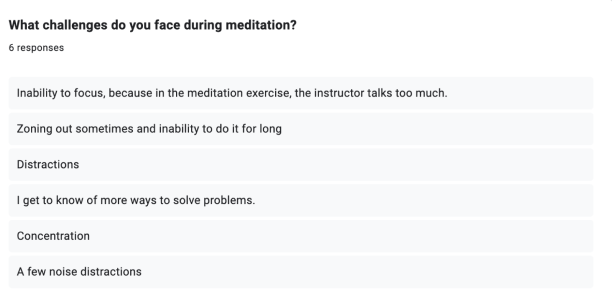 What challenges do you face during meditation?
6 responses
Inability to focus, because in the meditation exercise, the instructor talks too much.
Zoning out sometimes and inability to do it for long
Distractions
I get to know of more ways to solve problems.
Concentration
A few noise distractions